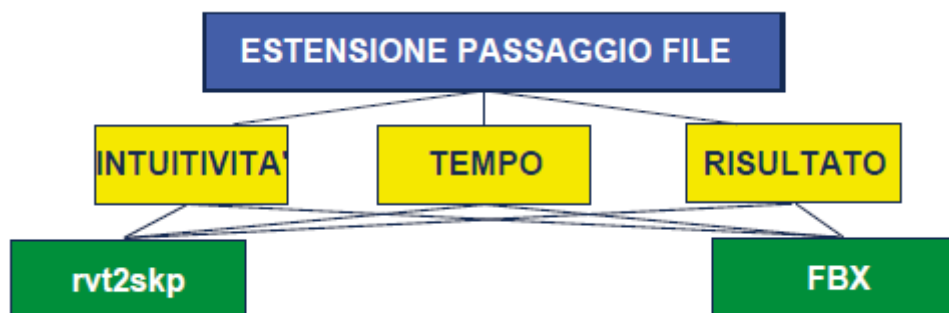 ESTENSIONE PASSAGGIO FILE
INTUITIVITA'
TEMPO
RISULTATO
rvt2skp
FBX